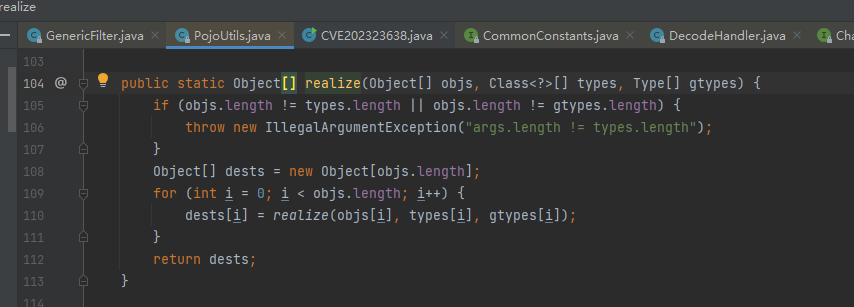 realize
GenericFilter.java × PojoUtils.java × CVE202323638.java × CommonConstants.java × DecodeHandler.java × Cha
103
104 @ public static Object[] realize(Object[] objs, Class<?>[] types, Type[] gtypes) {
105 if (objs.length != types.length || objs.length != gtypes.length) {
106 throw new IllegalArgumentException("args.length != types.length");
107 }
108 Object[] dests = new Object[objs.length];
109 for (int i = 0; i < objs.length; i++) {
110 dests[i] = realize(objs[i], types[i], gtypes[i]);
111 }
112 return dests;
113 }
114